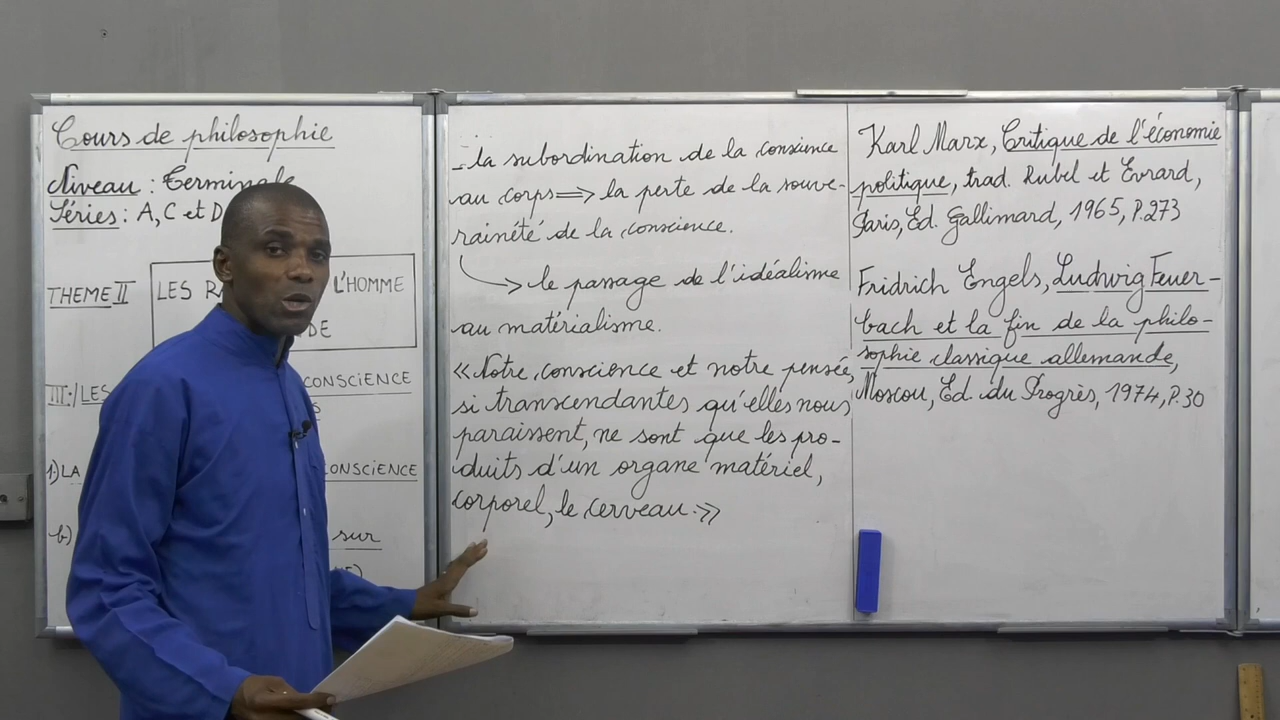 Cours de philosophie
Niveau : Terminale
Séries : A, C et D
THEME II
LES L'HOMME
DE
III-/ LES CONSCIENCE
1-) LA CONSCIENCE
b-) sur
- la subordination de la conscience
au corps => la perte de la souve-
raineté de la conscience.
-> le passage de l'idéalisme
au matérialisme.
« Notre conscience et notre pensée,
si transcendantes qu'elles nous
paraissent, ne sont que les pro-
duits d'un organe matériel,
corporel, le cerveau. »
Karl Marx, Critique de l'économie
politique, trad. Rubel et Evrard,
Paris, Ed. Gallimard, 1965, P.273
Fridrich Engels, Ludwig Feuer-
bach et la fin de la philo-
sophie classique allemande,
Moscou, Ed. du Progrès, 1974, P.30